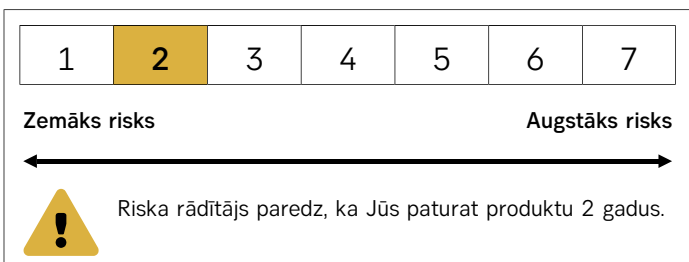 1 2 3 4 5 6 7
Zemāks risks Augstāks risks
Riska rādītājs paredz, ka Jūs paturat produktu 2 gadus.